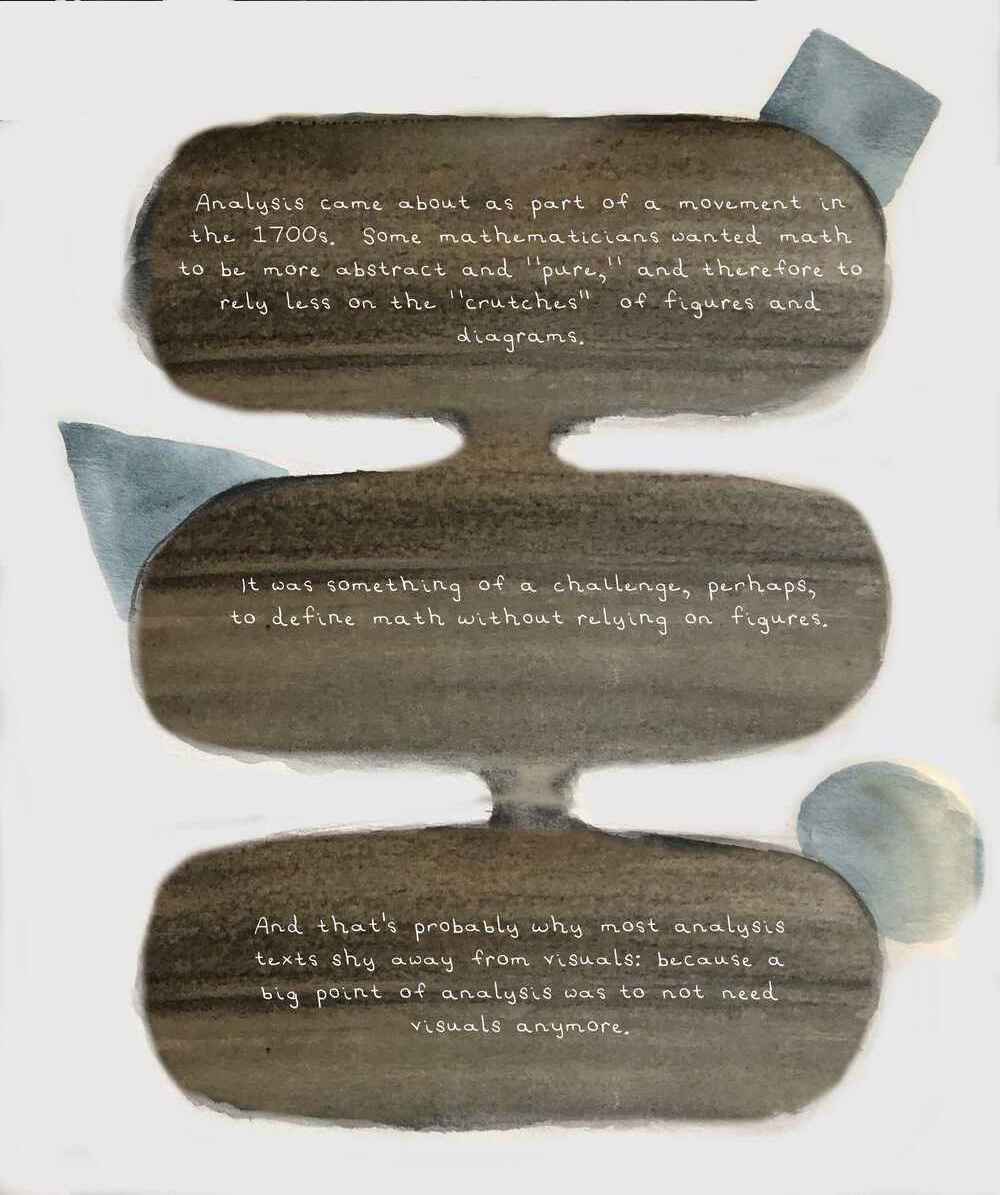 Analysis came about as part of a movement in
the 1700s. Some mathematicians wanted math
to be more abstract and "pure," and therefore to
rely less on the "crutches" of figures and
diagrams.
It was something of a challenge, perhaps,
to define math without relying on figures.
And that's probably why most analysis
texts shy away from visuals: because a
big point of analysis was to not need
visuals anymore.